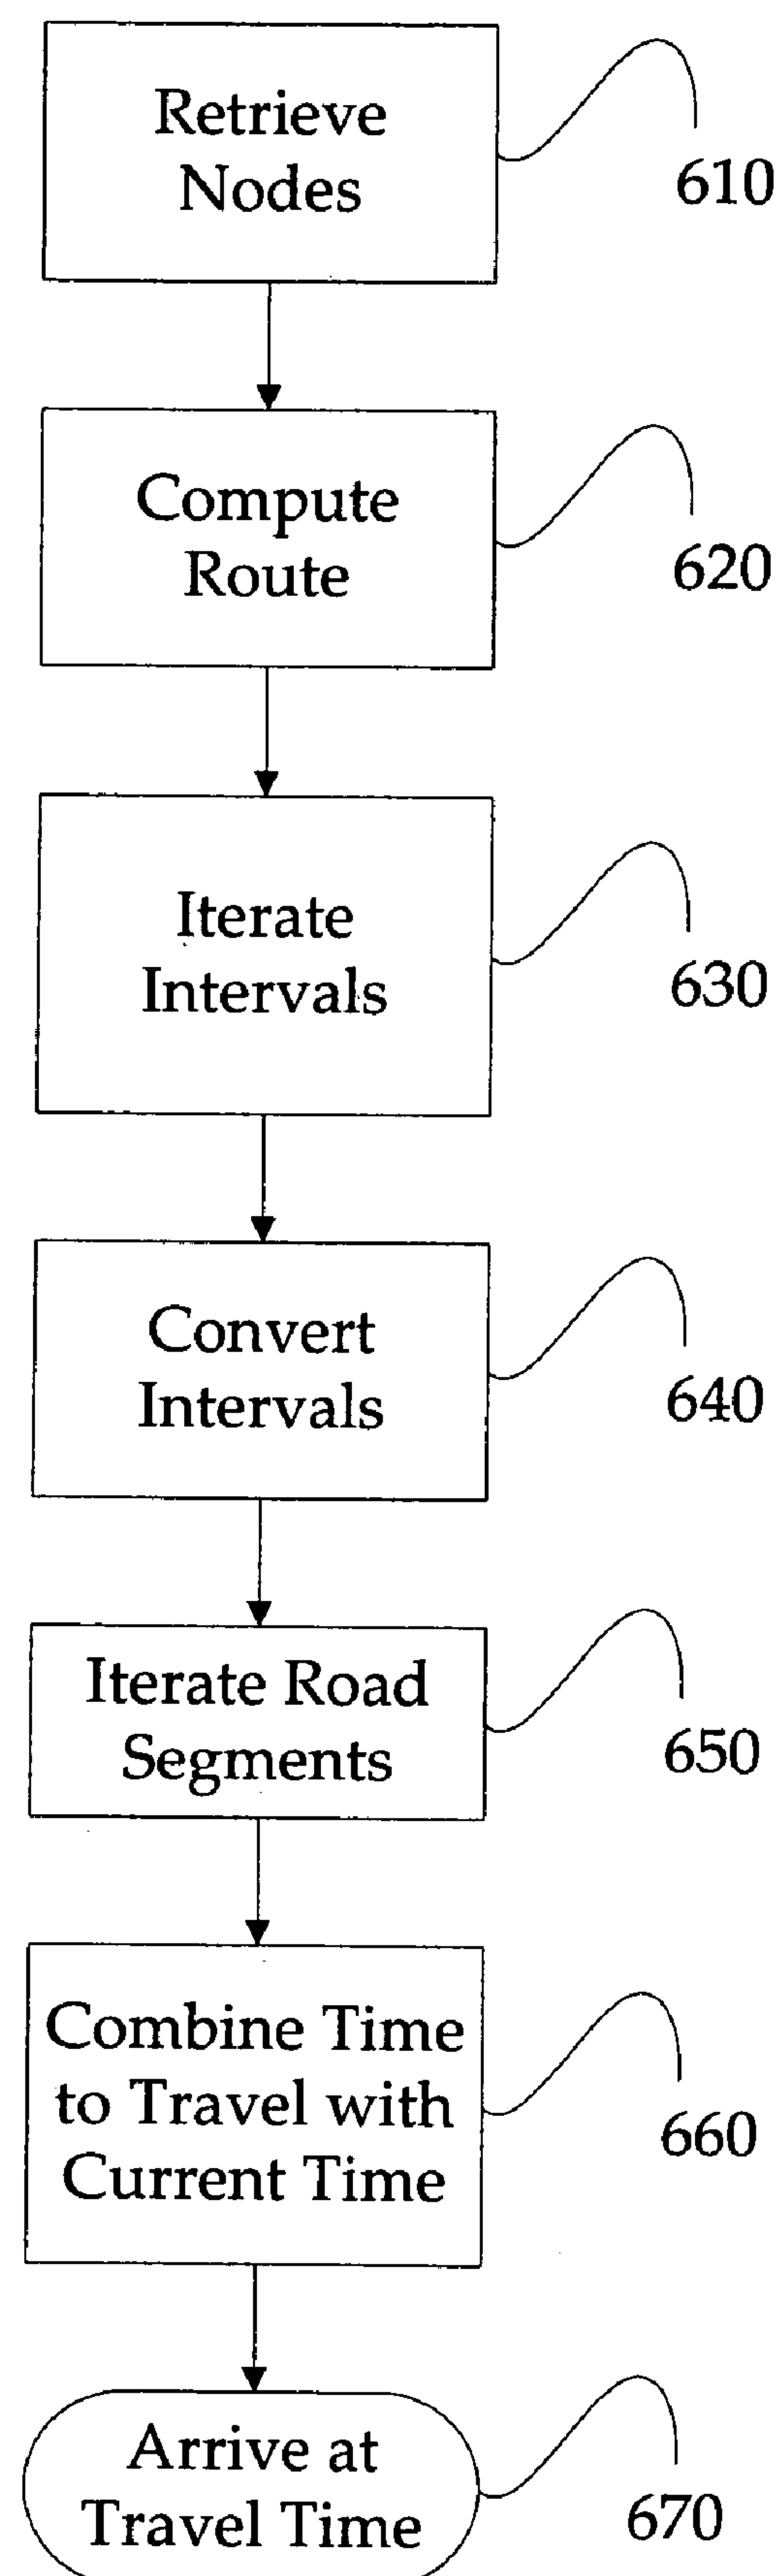 Retrieve
Nodes
610
Compute
Route
620
Iterate
Intervals
630
Convert
Intervals
640
Iterate Road
Segments
650
Combine Time
to Travel with
Current Time
660
Arrive at
Travel Time
670